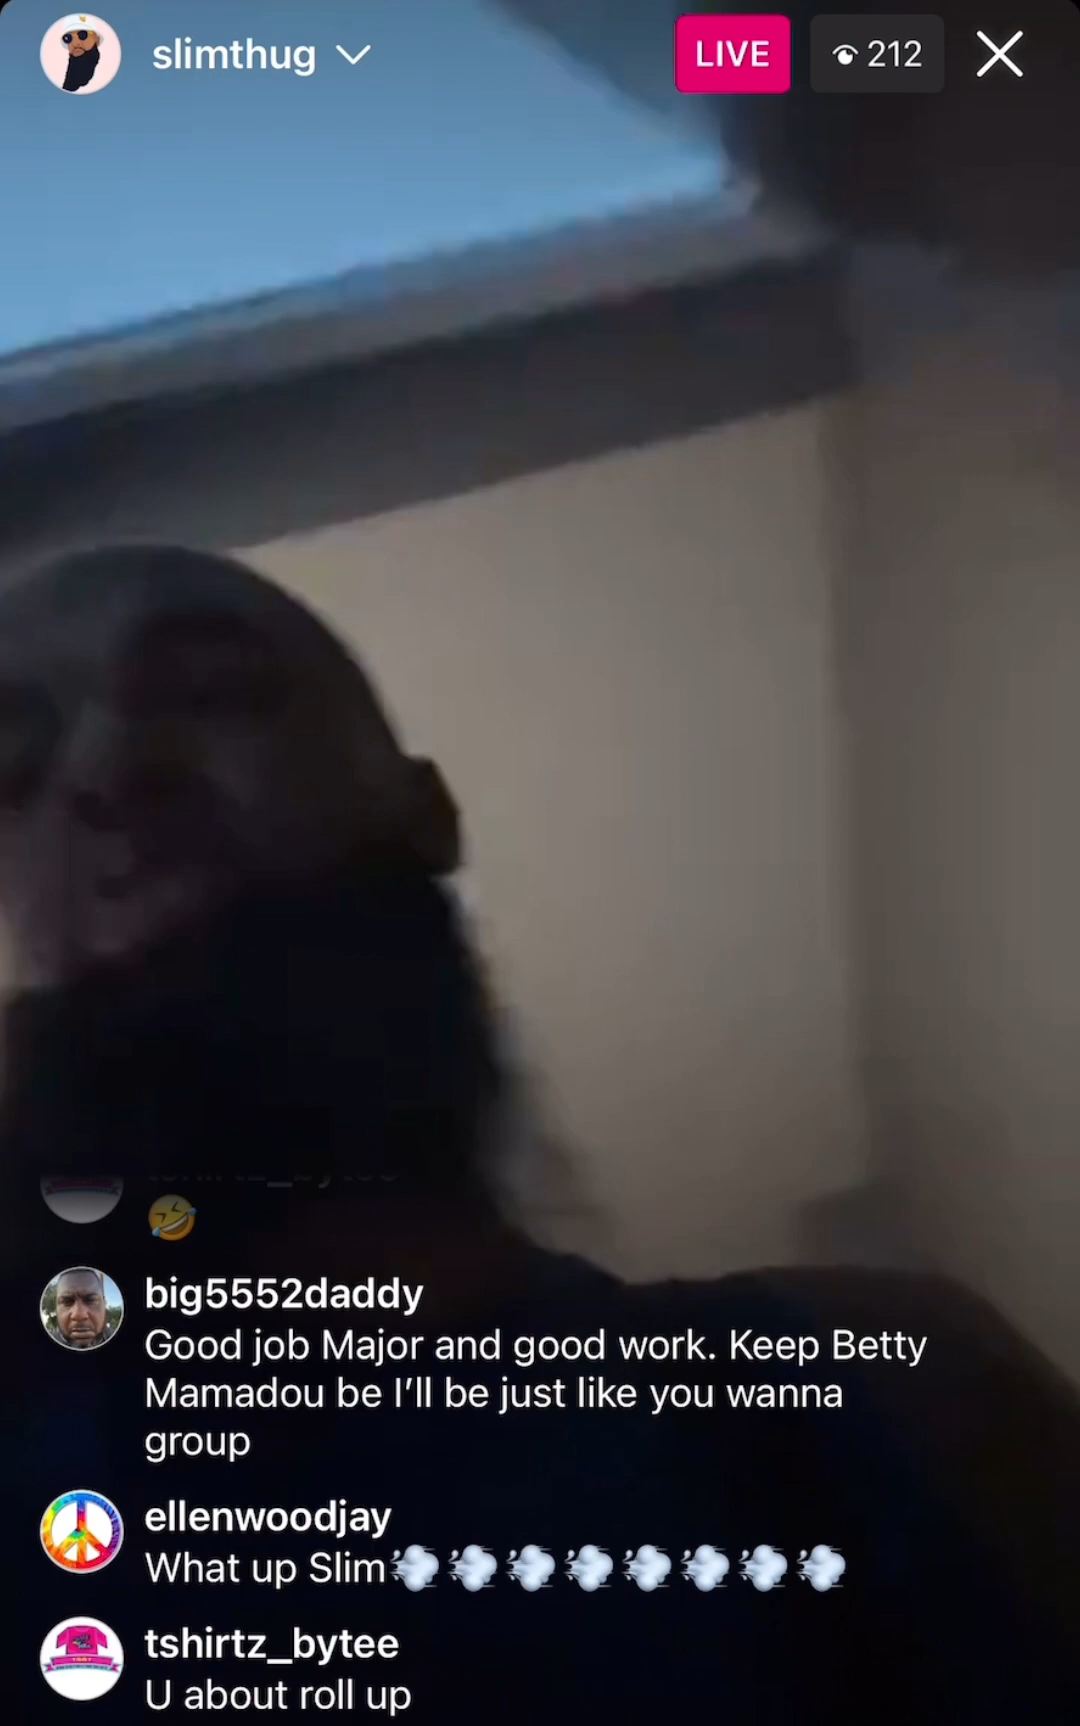 slimthug
LIVE
212
🤣
big5552daddy
Good job Major and good work. Keep Betty
Mamadou be I’ll be just like you wanna
group
ellenwoodjay
What up Slim💨💨💨💨💨💨💨💨
tshirtz_bytee
U about roll up